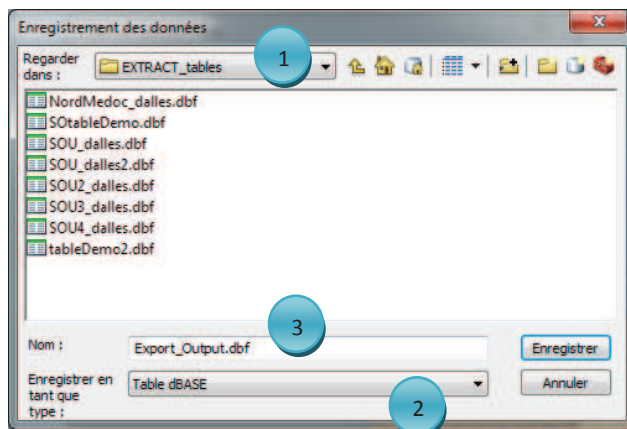 Enregistrement des données
Regarder
dans :
EXTRACT_tables
1
NordMedoc_dalles.dbf
SOtableDemo.dbf
SOU_dalles.dbf
SOU_dalles2.dbf
SOU2_dalles.dbf
SOU3_dalles.dbf
SOU4_dalles.dbf
tableDemo2.dbf
3
Nom :
Export_Output.dbf
Enregistrer
Enregistrer en
tant que
type :
Table dBASE
2
Annuler